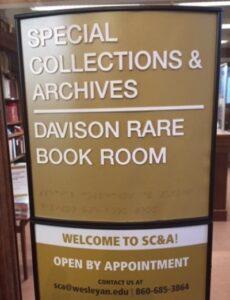 SPECIAL
COLLECTIONS &
ARCHIVES
DAVISON RARE
BOOK ROOM
WELCOME TO SC&A!
OPEN BY APPOINTMENT
CONTACT US AT
sca@wesleyan.edu | 860-685-3864